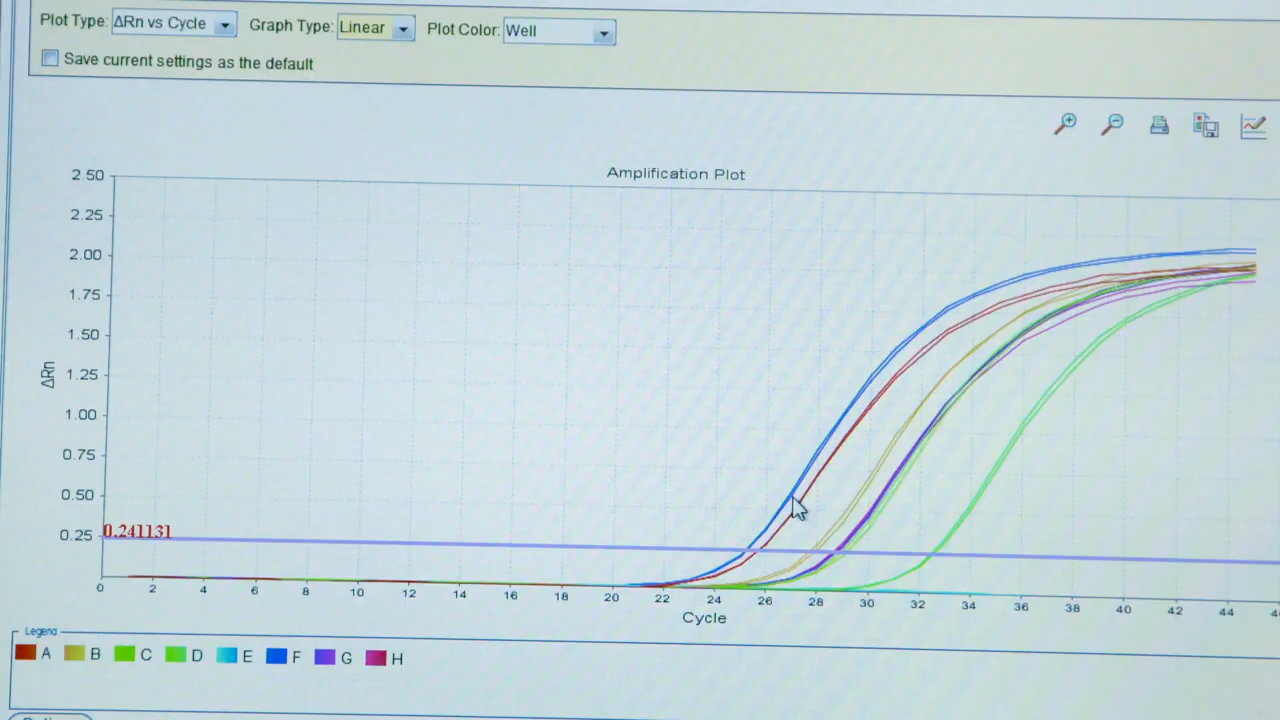 Plot Type: ΔRn vs Cycle Graph Type: Linear Plot Color: Well
Save current settings as the default
Amplification Plot
2.50
2.25
2.00
1.75
1.50
1.25
1.00
0.75
0.50
0.25
ΔRn
0.241131
0 2 4 6 8 10 12 14 16 18 20 22 24 26 28 30 32 34 36 38 40 42 44
Cycle
Legend
A B C D E F G H